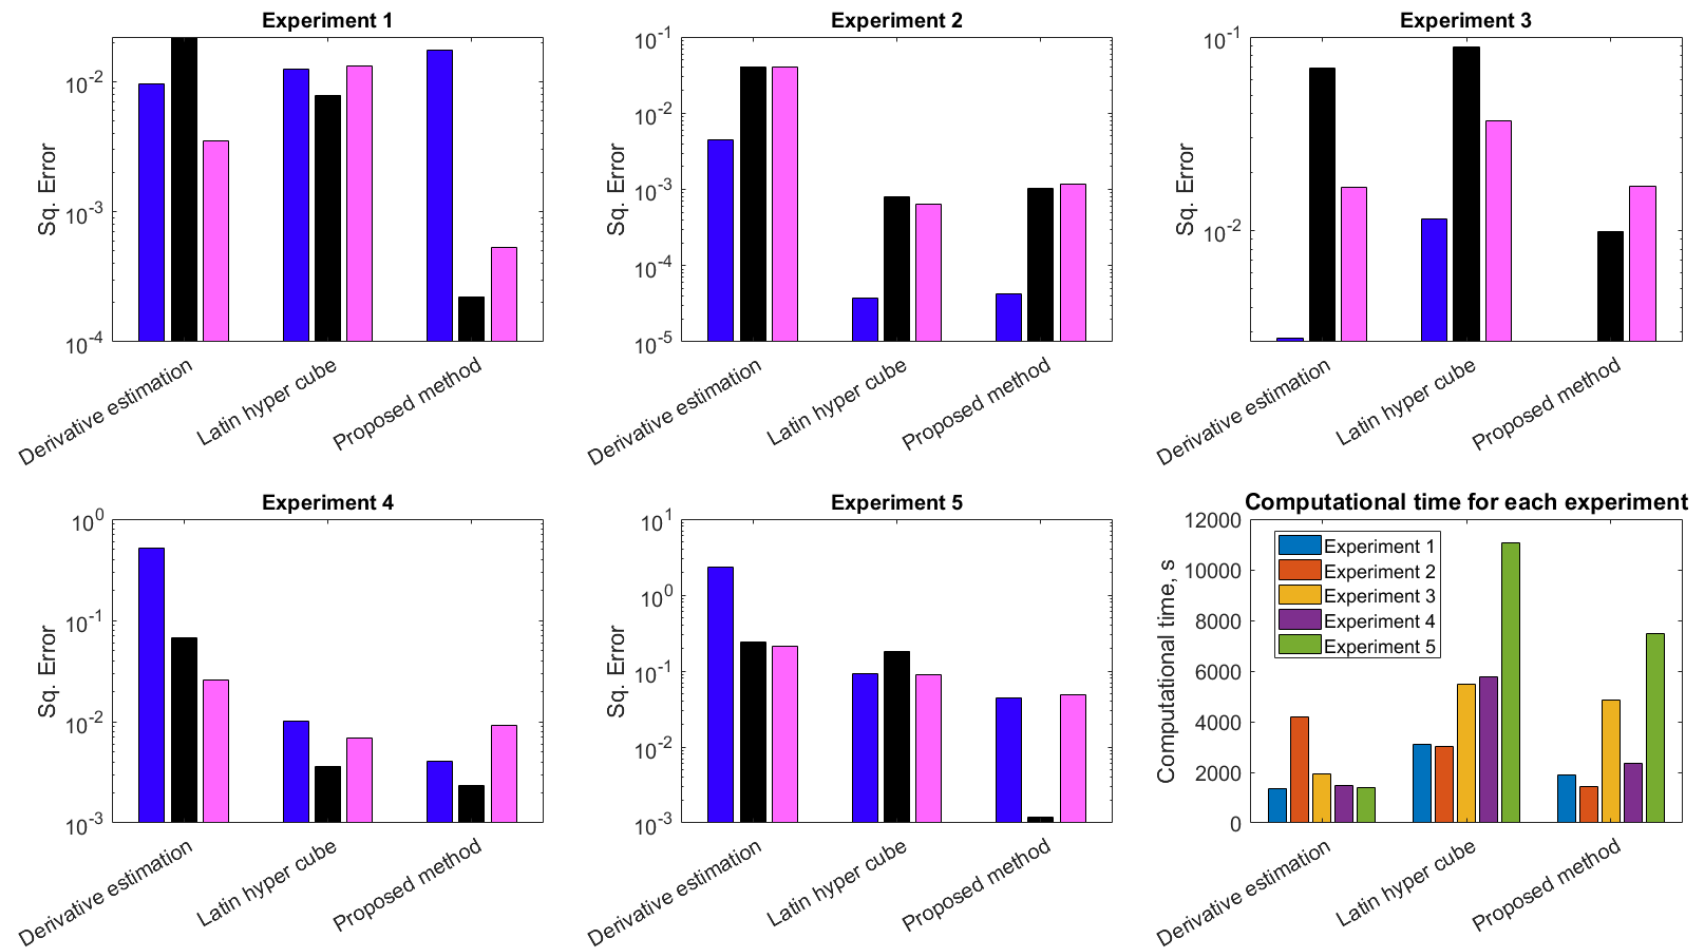 Experiment 1
Sq. Error
10^-2
10^-3
10^-4
Derivative estimation
Latin hyper cube
Proposed method
Experiment 2
Sq. Error
10^-1
10^-2
10^-3
10^-4
10^-5
Derivative estimation
Latin hyper cube
Proposed method
Experiment 3
Sq. Error
10^-1
10^-2
Derivative estimation
Latin hyper cube
Proposed method
Experiment 4
Sq. Error
10^0
10^-1
10^-2
10^-3
Derivative estimation
Latin hyper cube
Proposed method
Experiment 5
Sq. Error
10^1
10^0
10^-1
10^-2
10^-3
Derivative estimation
Latin hyper cube
Proposed method
Computational time for each experiment
Computational time, s
12000
10000
8000
6000
4000
2000
0
Experiment 1
Experiment 2
Experiment 3
Experiment 4
Experiment 5
Derivative estimation
Latin hyper cube
Proposed method